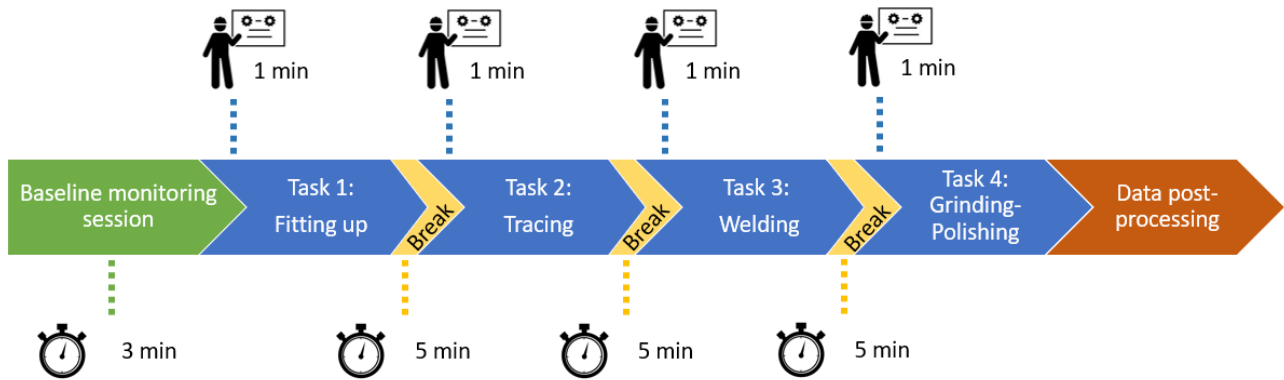 1 min
1 min
1 min
1 min
Baseline monitoring
session
Task 1:
Fitting up
Break
Task 2:
Tracing
Break
Task 3:
Welding
Break
Task 4:
Grinding-
Polishing
Data post-
processing
3 min
5 min
5 min
5 min